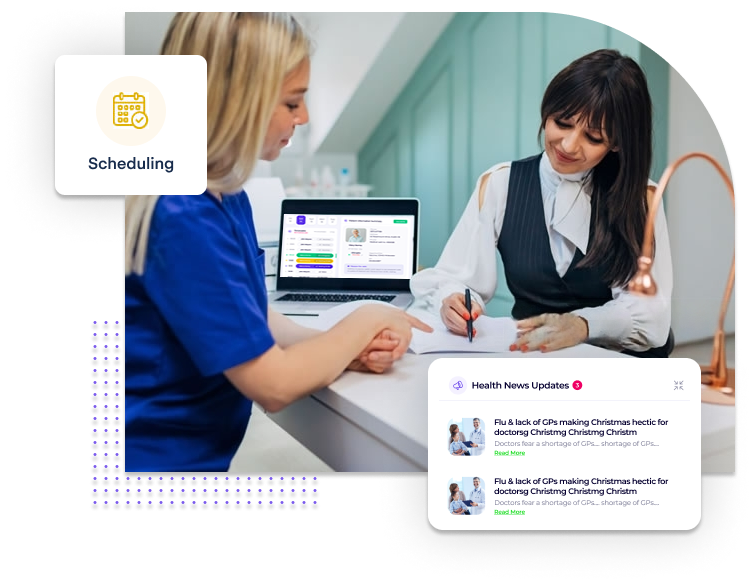 Scheduling
Health News Updates 3
Flu & lack of GPs making Christmas hectic for
doctorsg Christmg Christmg Christm
Doctors fear a shortage of GPs... shortage of GPs...
Read More
Flu & lack of GPs making Christmas hectic for
doctorsg Christmg Christmg Christm
Doctors fear a shortage of GPs... shortage of GPs...
Read More